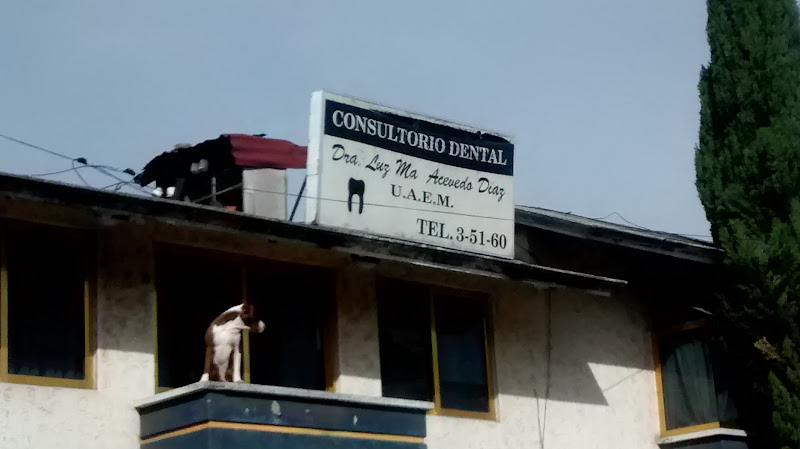 CONSULTORIO DENTAL
Dra. Luz Ma Acevedo Diaz
U.A.E.M.
TEL. 3-51-60